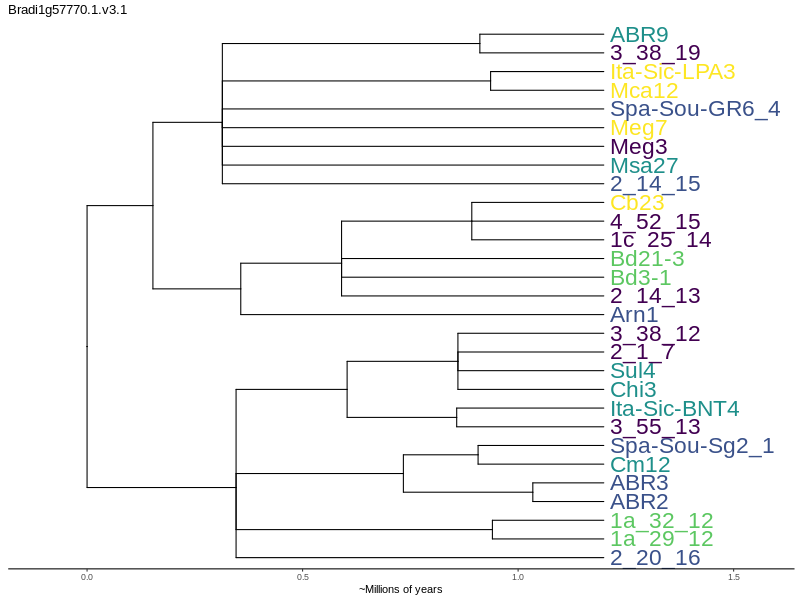 Bradi1g57770.1.v3.1
ABR9
3_38_19
Ita-Sic-LPA3
Mca12
Spa-Sou-GR6_4
Meg7
Meg3
Msa27
2_14_15
Cb23
4_52_15
1c_25_14
Bd21-3
Bd3-1
2_14_13
Arn1
3_38_12
2_1_7
Sul4
Chi3
Ita-Sic-BNT4
3_55_13
Spa-Sou-Sg2_1
Cm12
ABR3
ABR2
1a_32_12
1a_29_12
2_20_16
0.0 0.5 1.0 1.5
~Millions of years